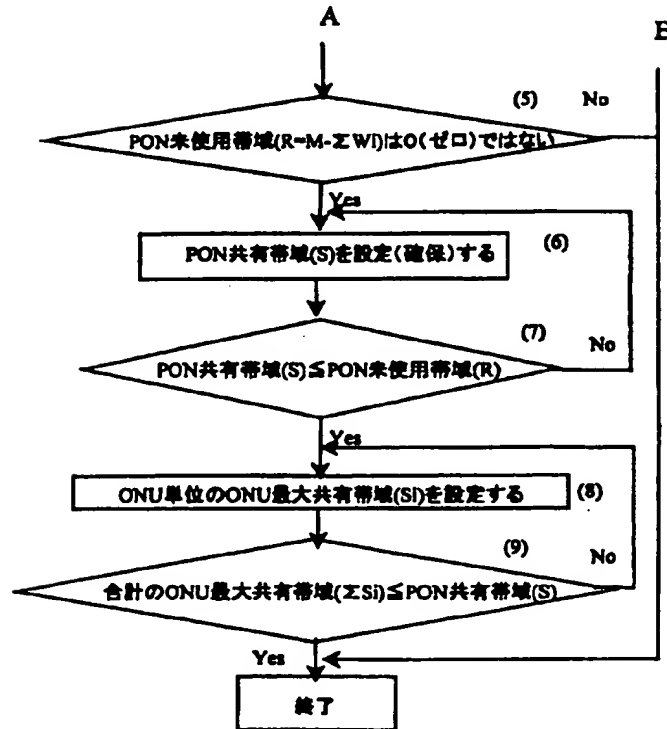 A
B
(5) No
PON未使用帯域(R=M-ΣWi)は0(ゼロ)ではない
Yes
(6)
PON共有帯域(S)を設定(確保)する
(7)
No
PON共有帯域(S)≦PON未使用帯域(R)
Yes
ONU単位のONU最大共有帯域(Si)を設定する (8)
(9)
No
合計のONU最大共有帯域(ΣSi)≦PON共有帯域(S)
Yes
終了